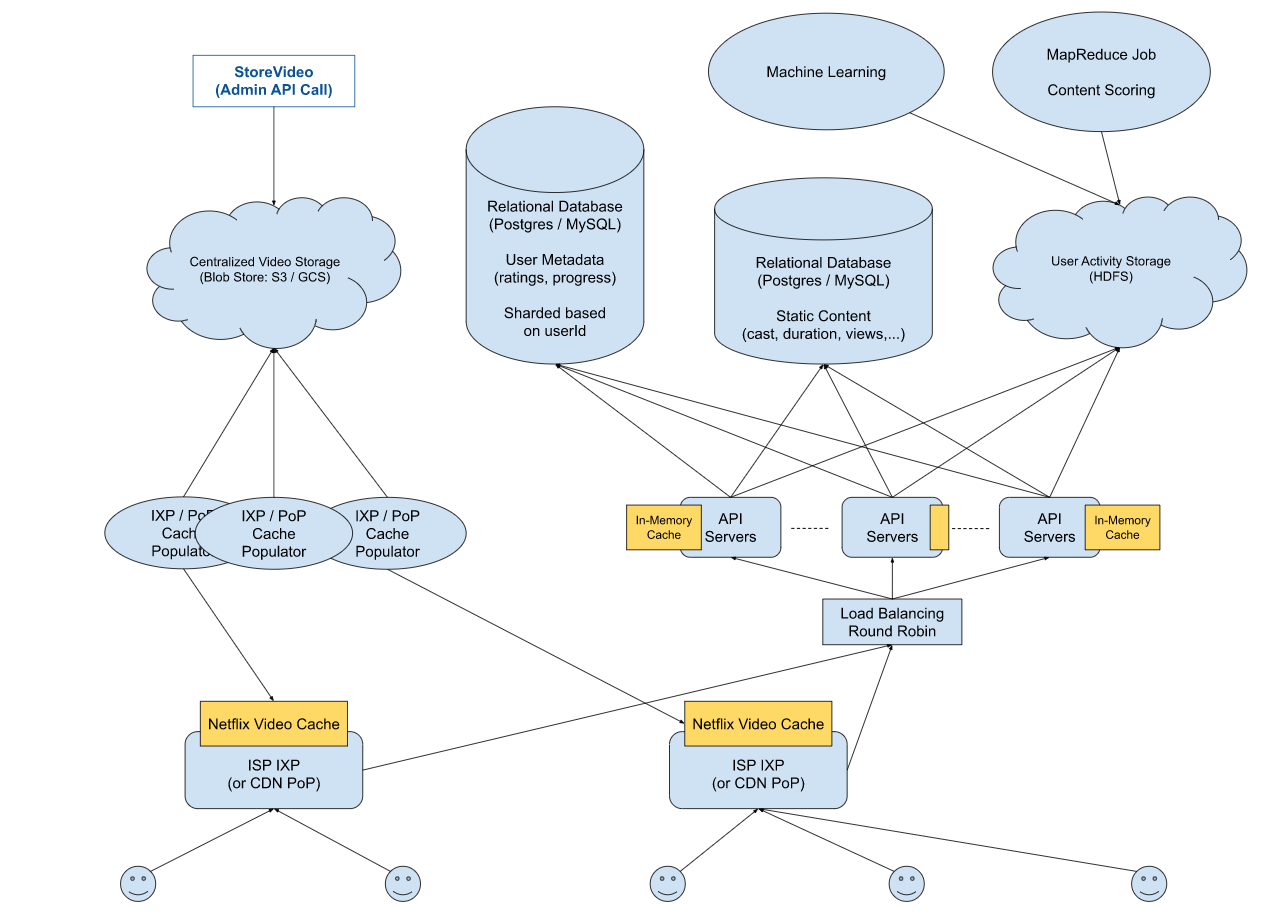 StoreVideo
(Admin API Call)
Machine Learning
MapReduce Job
Content Scoring
Relational Database
(Postgres / MySQL)
User Metadata
(ratings, progress)
Sharded based
on userId
Relational Database
(Postgres / MySQL)
Static Content
(cast, duration, views,...)
Centralized Video Storage
(Blob Store: S3 / GCS)
User Activity Storage
(HDFS)
IXP / PoP
Cache
Populator
IXP / PoP
Cache
Populator
IXP / PoP
Cache
Populator
In-Memory
Cache
API
Servers
API
Servers
API
Servers
In-Memory
Cache
Load Balancing
Round Robin
Netflix Video Cache
ISP IXP
(or CDN PoP)
Netflix Video Cache
ISP IXP
(or CDN PoP)